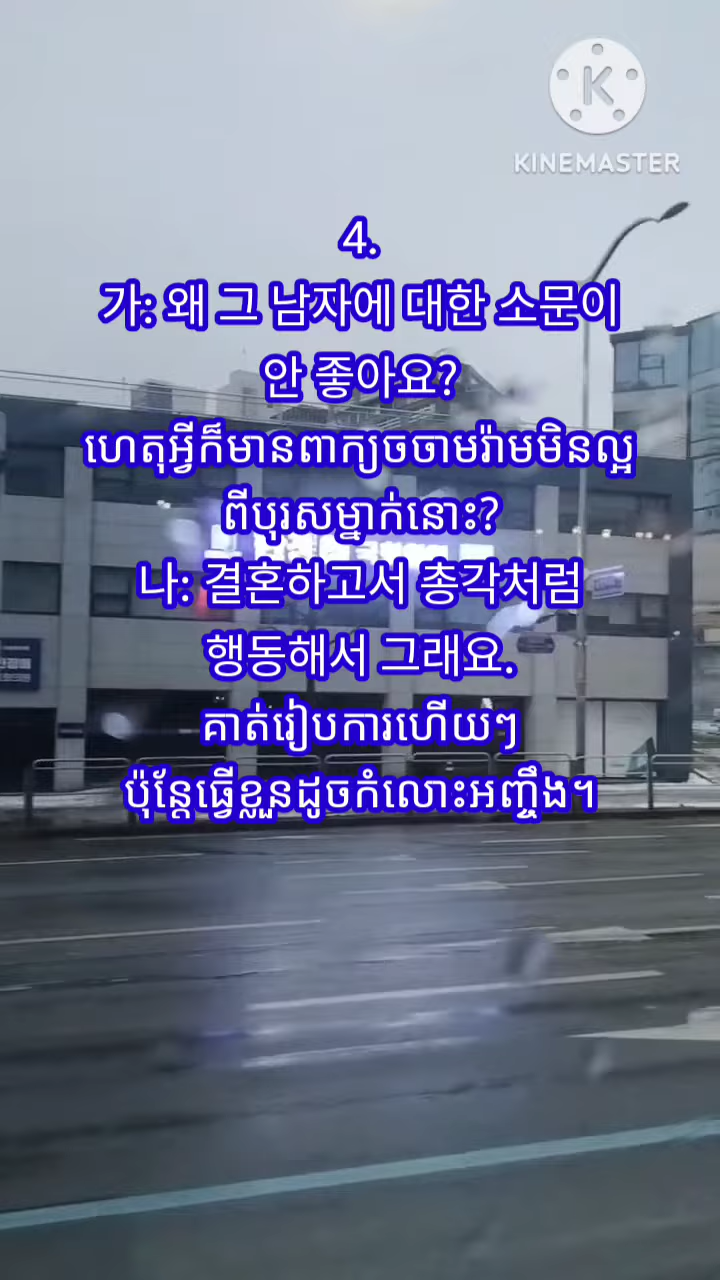 KINEMASTER
4.
가: 왜 그 남자에 대한 소문이
안 좋아요?
ហេតុអ្វីក៏មានពាក្យចចាមរ៉ាមមិនល្អ
ពីបុរសម្នាក់នោះ?
나: 결혼하고서 총각처럼
행동해서 그래요.
គាត់រៀបការហើយៗ
ប៉ុន្តែធ្វើខ្លួនដូចកំលោះអញ្ចឹង។